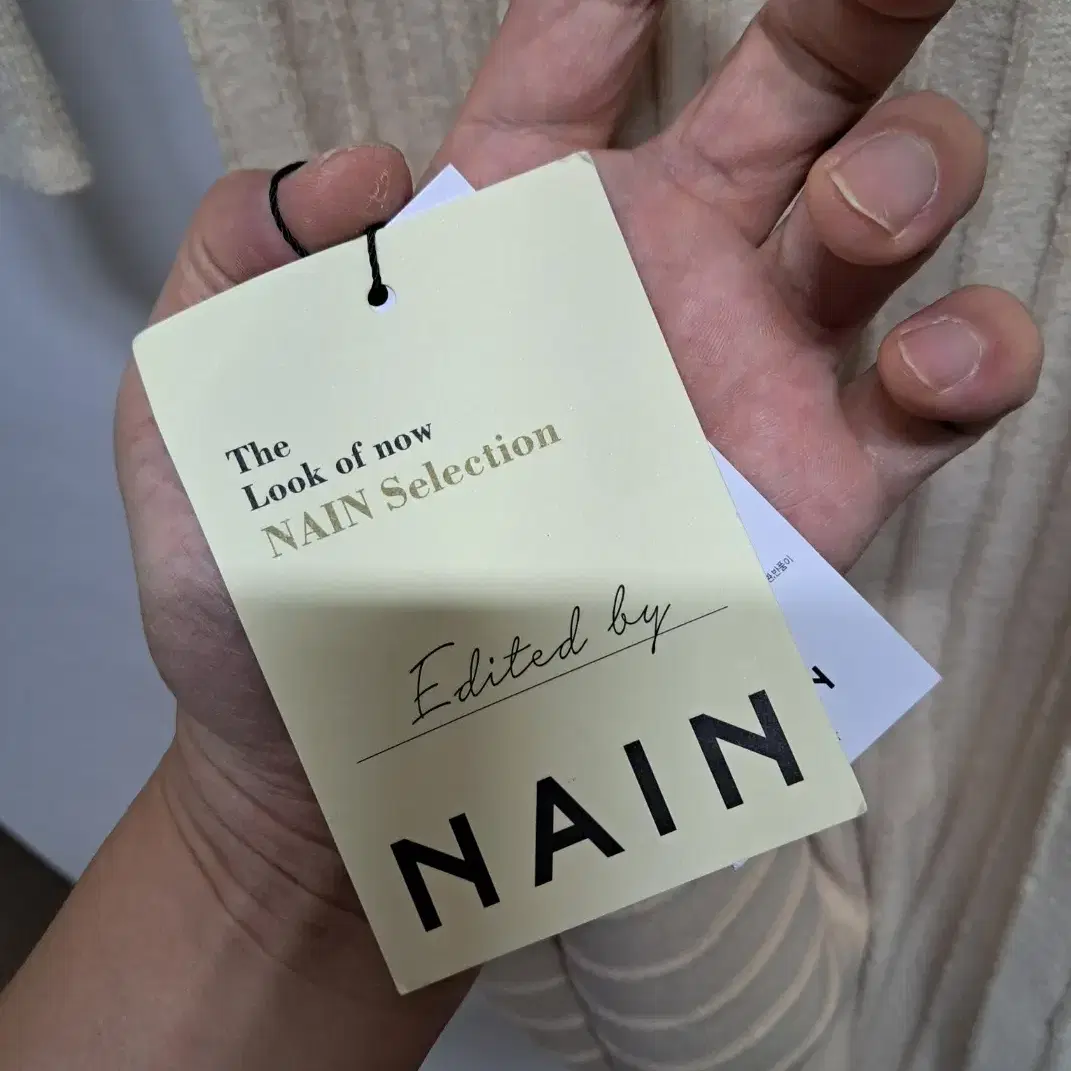 The
Look of now
NAIN Selection
Edited by
NAIN